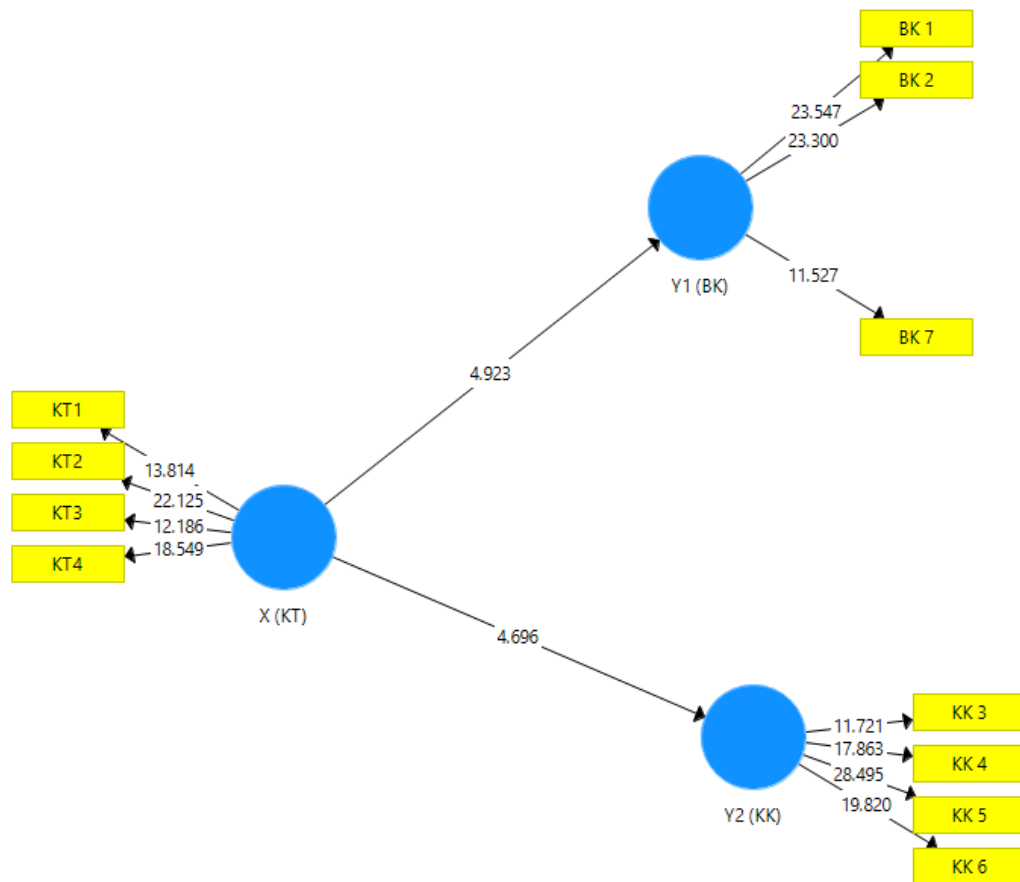 BK 1
BK 2
23.547
23.300
Y1 (BK)
11.527
BK 7
4.923
KT1
KT2
KT3
KT4
13.814
22.125
12.186
18.549
X (KT)
4.696
Y2 (KK)
11.721
17.863
28.495
19.820
KK 3
KK 4
KK 5
KK 6